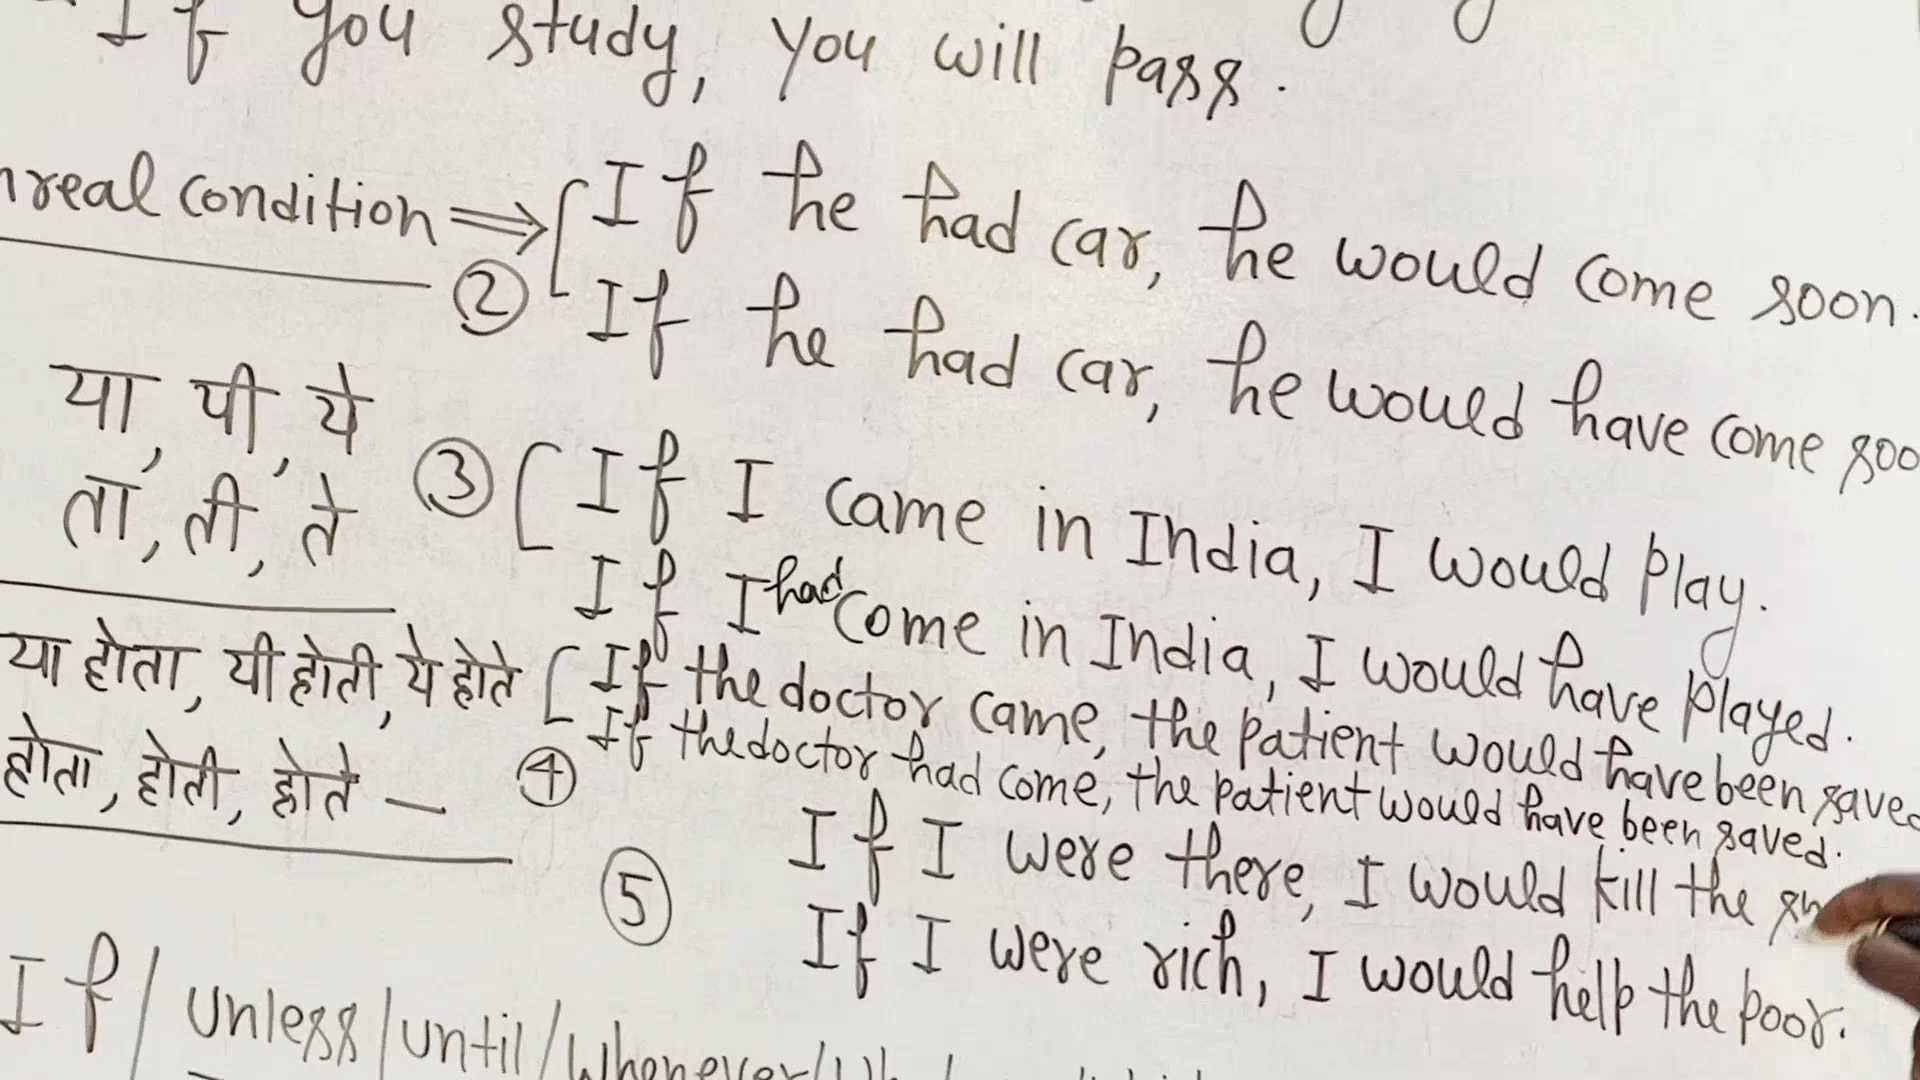 If you study, you will pass.
nreal condition ⇒ [ If he had car, he would come soon.
② If he had car, he would have come soo
या, यी, ये
ता, ती, ते
③ [ If I came in India, I would play.
If I had come in India, I would have played.
या होता, यी होती, ये होते [ If the doctor came, the patient would have been saved
होता, होती, होते — ④ If the doctor had come, the patient would have been saved.
⑤ If I were there, I would kill the
If I were rich, I would help the poor.
If / unless / until / whenever /